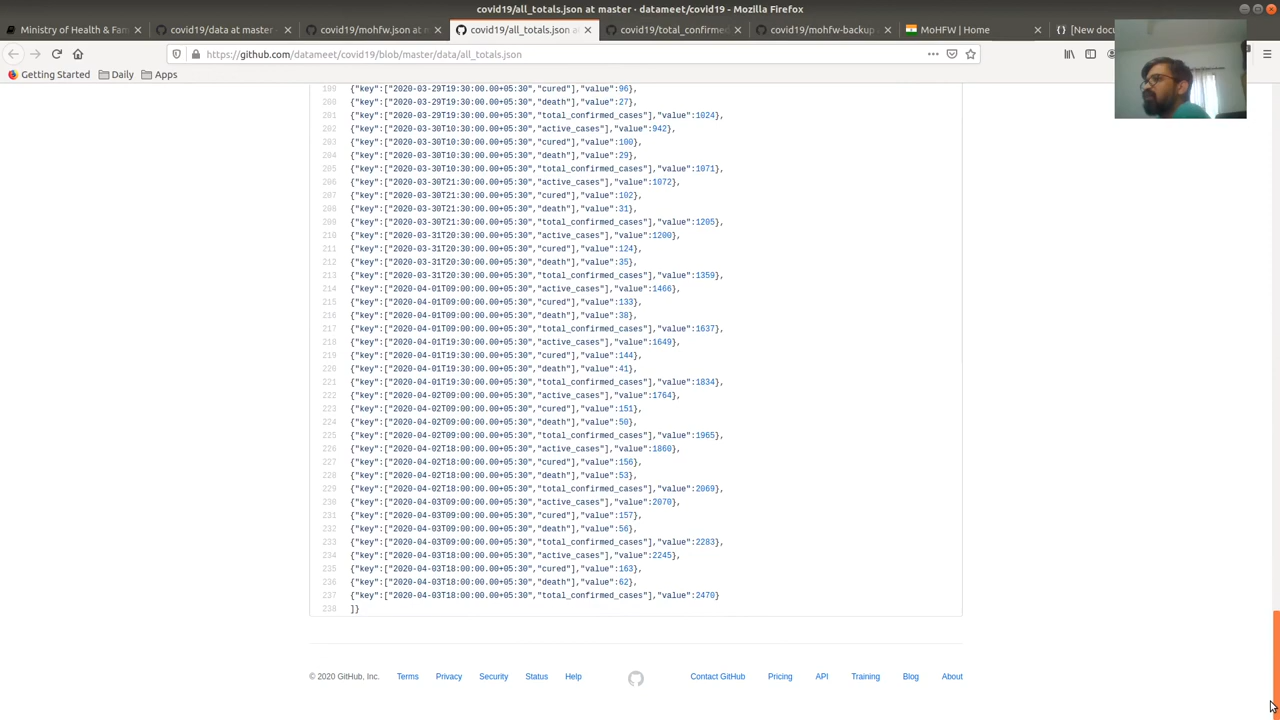 covid19/all_totals.json at master · datameet/covid19 - Mozilla Firefox
Ministry of Health & Fam
covid19/data at master ·
covid19/mohfw.json at m
covid19/all_totals.json a
covid19/total_confirmed_
covid19/mohfw-backup
MoHFW | Home
{} [New doc
https://github.com/datameet/covid19/blob/master/data/all_totals.json
Getting Started
Daily
Apps
199 {"key":["2020-03-29T19:30:00.00+05:30","cured"],"value":96},
200 {"key":["2020-03-29T19:30:00.00+05:30","death"],"value":27},
201 {"key":["2020-03-29T19:30:00.00+05:30","total_confirmed_cases"],"value":1024},
202 {"key":["2020-03-30T10:30:00.00+05:30","active_cases"],"value":942},
203 {"key":["2020-03-30T10:30:00.00+05:30","cured"],"value":100},
204 {"key":["2020-03-30T10:30:00.00+05:30","death"],"value":29},
205 {"key":["2020-03-30T10:30:00.00+05:30","total_confirmed_cases"],"value":1071},
206 {"key":["2020-03-30T21:30:00.00+05:30","active_cases"],"value":1072},
207 {"key":["2020-03-30T21:30:00.00+05:30","cured"],"value":102},
208 {"key":["2020-03-30T21:30:00.00+05:30","death"],"value":31},
209 {"key":["2020-03-30T21:30:00.00+05:30","total_confirmed_cases"],"value":1205},
210 {"key":["2020-03-31T20:30:00.00+05:30","active_cases"],"value":1200},
211 {"key":["2020-03-31T20:30:00.00+05:30","cured"],"value":124},
212 {"key":["2020-03-31T20:30:00.00+05:30","death"],"value":35},
213 {"key":["2020-03-31T20:30:00.00+05:30","total_confirmed_cases"],"value":1359},
214 {"key":["2020-04-01T09:00:00.00+05:30","active_cases"],"value":1466},
215 {"key":["2020-04-01T09:00:00.00+05:30","cured"],"value":133},
216 {"key":["2020-04-01T09:00:00.00+05:30","death"],"value":38},
217 {"key":["2020-04-01T09:00:00.00+05:30","total_confirmed_cases"],"value":1637},
218 {"key":["2020-04-01T19:30:00.00+05:30","active_cases"],"value":1649},
219 {"key":["2020-04-01T19:30:00.00+05:30","cured"],"value":144},
220 {"key":["2020-04-01T19:30:00.00+05:30","death"],"value":41},
221 {"key":["2020-04-01T19:30:00.00+05:30","total_confirmed_cases"],"value":1834},
222 {"key":["2020-04-02T09:00:00.00+05:30","active_cases"],"value":1764},
223 {"key":["2020-04-02T09:00:00.00+05:30","cured"],"value":151},
224 {"key":["2020-04-02T09:00:00.00+05:30","death"],"value":50},
225 {"key":["2020-04-02T09:00:00.00+05:30","total_confirmed_cases"],"value":1965},
226 {"key":["2020-04-02T18:00:00.00+05:30","active_cases"],"value":1860},
227 {"key":["2020-04-02T18:00:00.00+05:30","cured"],"value":156},
228 {"key":["2020-04-02T18:00:00.00+05:30","death"],"value":53},
229 {"key":["2020-04-02T18:00:00.00+05:30","total_confirmed_cases"],"value":2069},
230 {"key":["2020-04-03T09:00:00.00+05:30","active_cases"],"value":2070},
231 {"key":["2020-04-03T09:00:00.00+05:30","cured"],"value":157},
232 {"key":["2020-04-03T09:00:00.00+05:30","death"],"value":56},
233 {"key":["2020-04-03T09:00:00.00+05:30","total_confirmed_cases"],"value":2283},
234 {"key":["2020-04-03T18:00:00.00+05:30","active_cases"],"value":2245},
235 {"key":["2020-04-03T18:00:00.00+05:30","cured"],"value":163},
236 {"key":["2020-04-03T18:00:00.00+05:30","death"],"value":62},
237 {"key":["2020-04-03T18:00:00.00+05:30","total_confirmed_cases"],"value":2470}
238 ]}
© 2020 GitHub, Inc. Terms Privacy Security Status Help Contact GitHub Pricing API Training Blog About